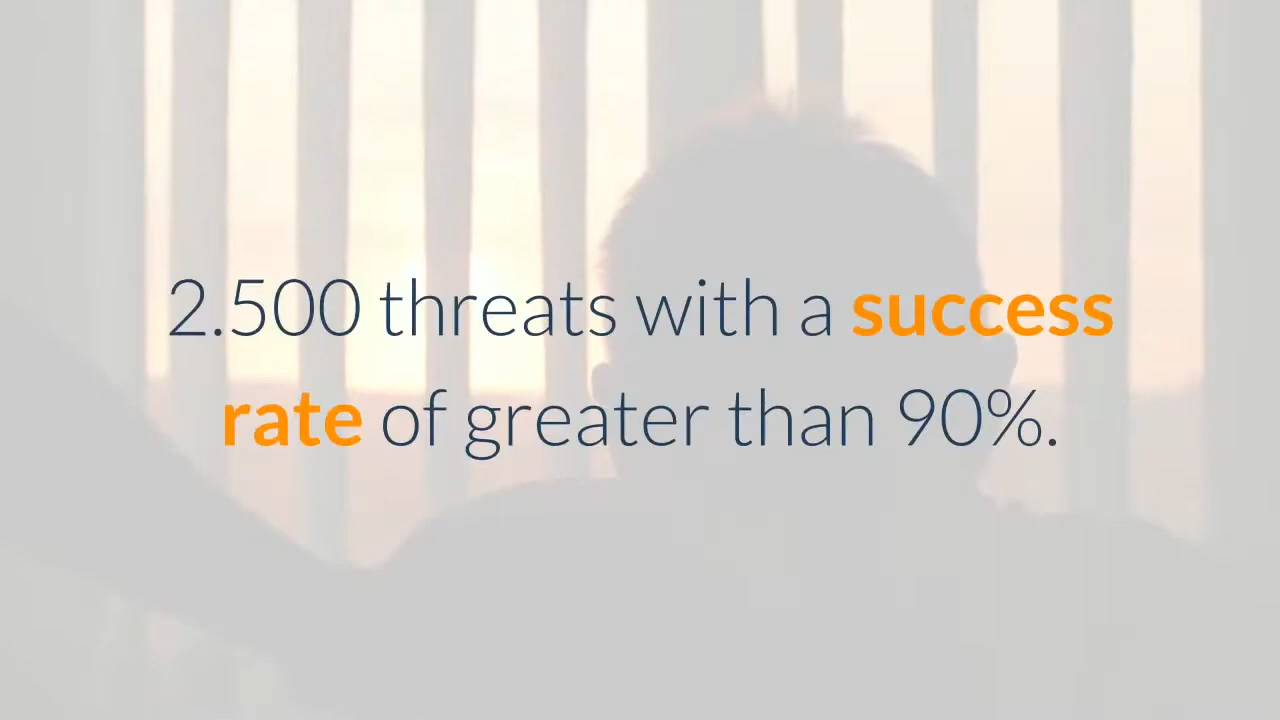 2.500 threats with a success
rate of greater than 90%.